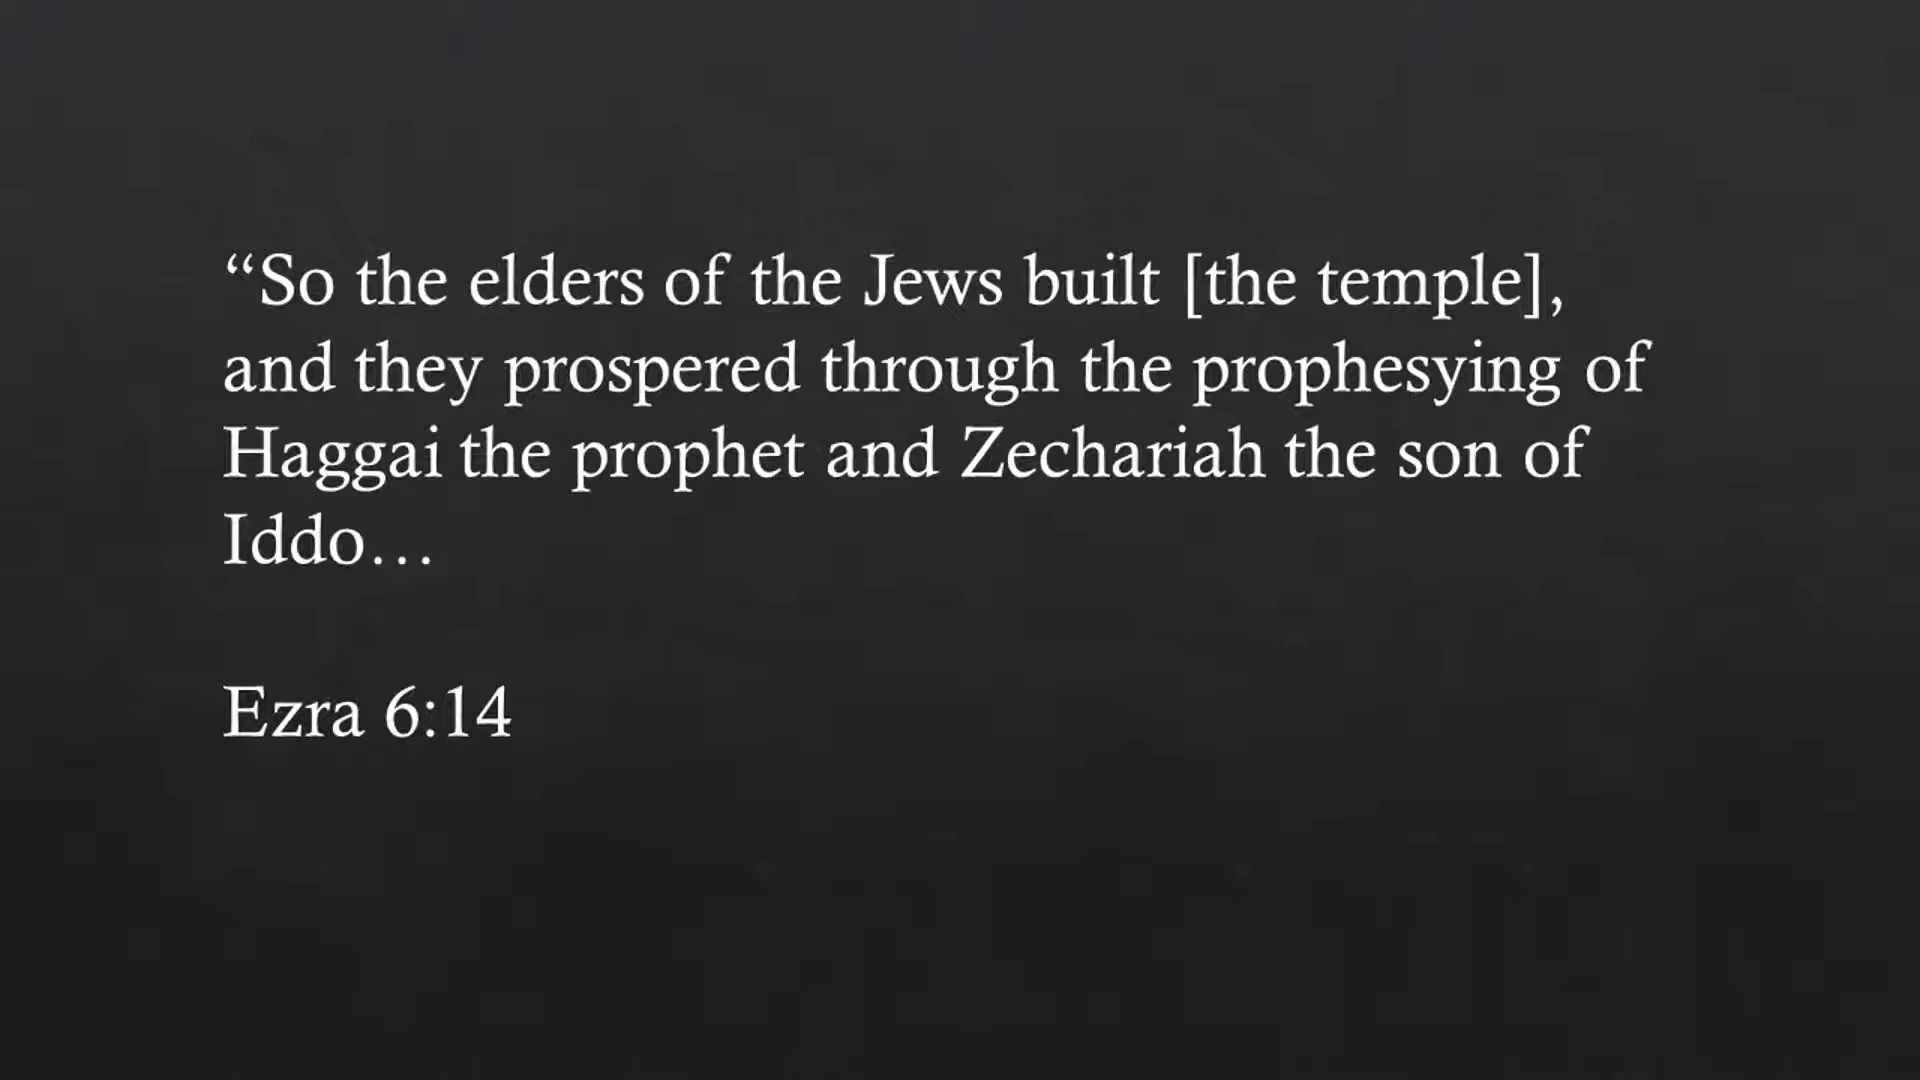 “So the elders of the Jews built [the temple],
and they prospered through the prophesying of
Haggai the prophet and Zechariah the son of
Iddo…
Ezra 6:14